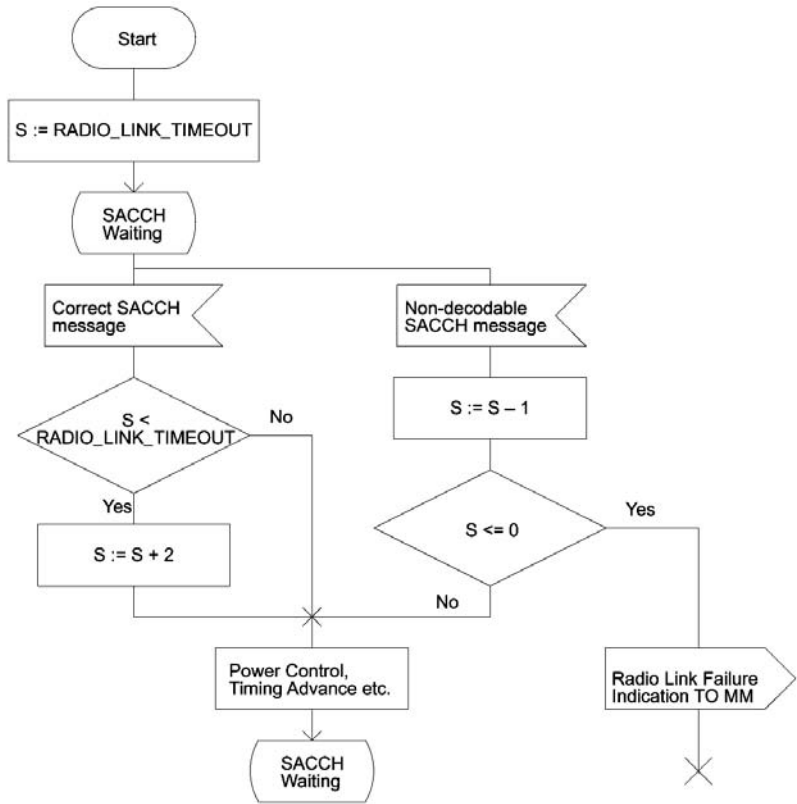 Start
S := RADIO_LINK_TIMEOUT
SACCH
Waiting
Correct SACCH
message
Non-decodable
SACCH message
S <
RADIO_LINK_TIMEOUT
No
S := S – 1
Yes
S := S + 2
S <= 0
Yes
No
Power Control,
Timing Advance etc.
Radio Link Failure
Indication TO MM
SACCH
Waiting